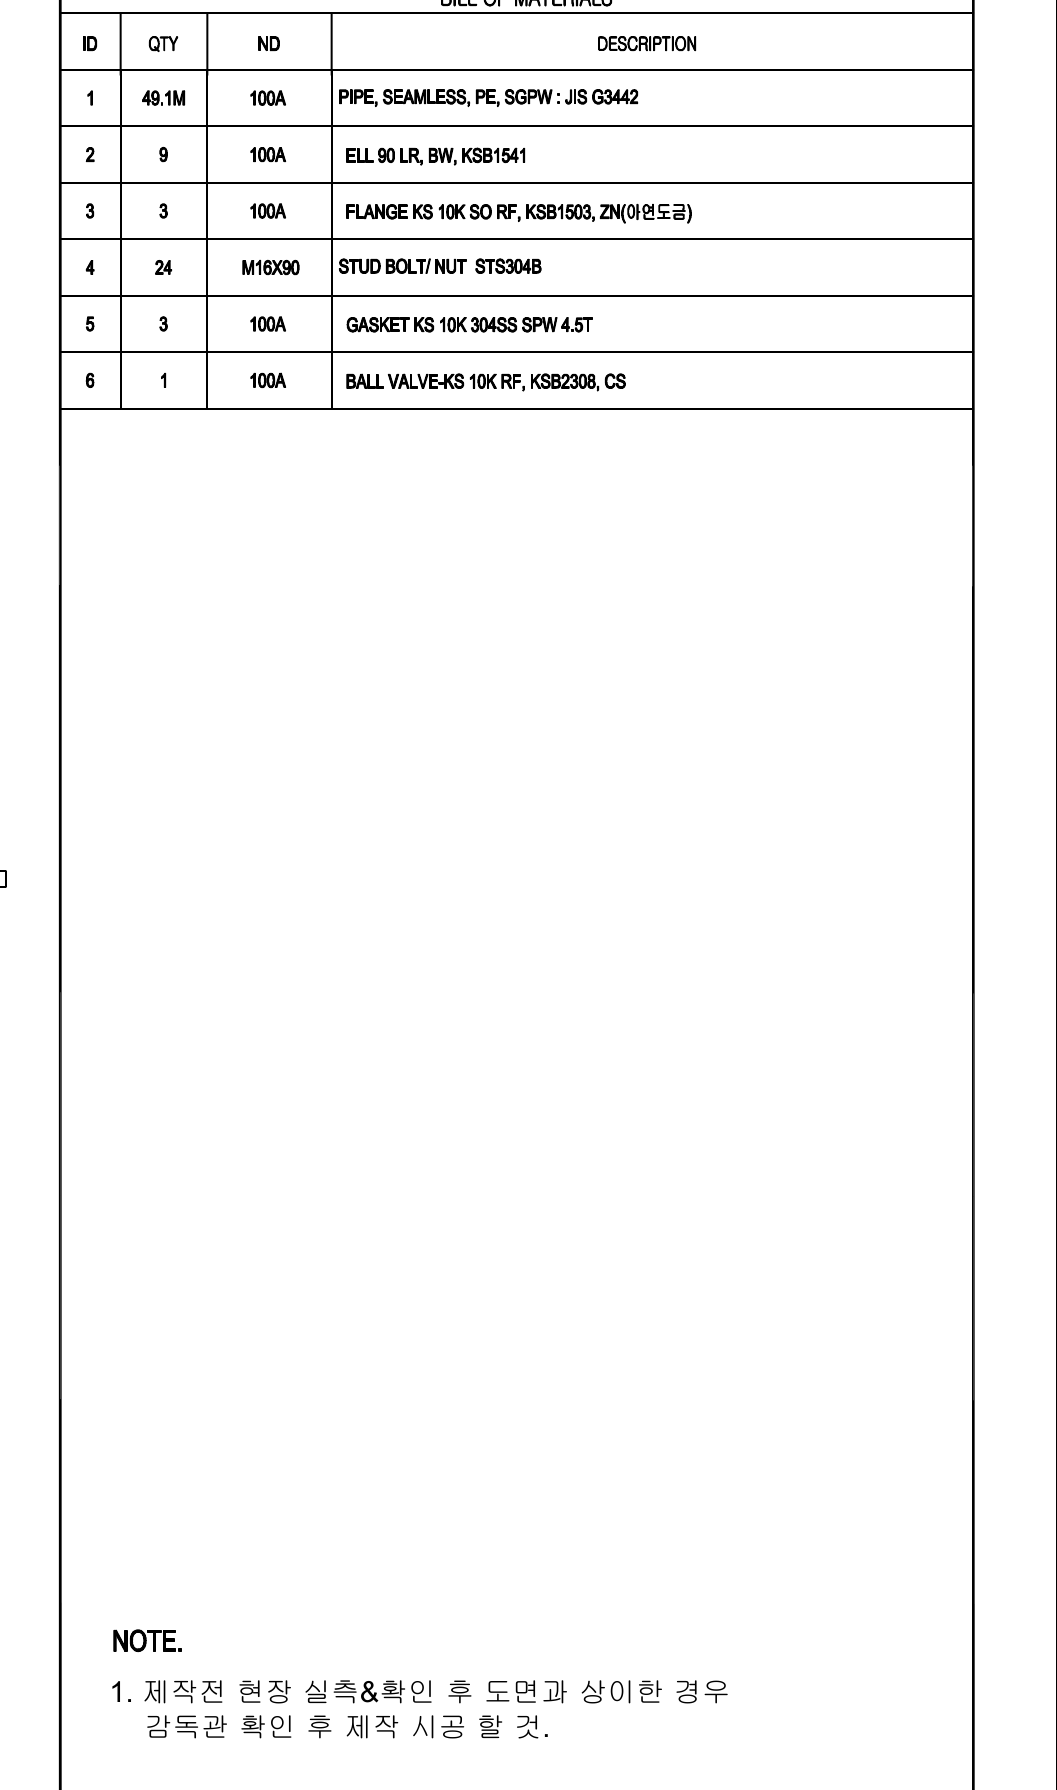 BILL OF MATERIALS
ID QTY ND DESCRIPTION
1 49.1M 100A PIPE, SEAMLESS, PE, SGPW : JIS G3442
2 9 100A ELL 90 LR, BW, KSB1541
3 3 100A FLANGE KS 10K SO RF, KSB1503, ZN(아연도금)
4 24 M16X90 STUD BOLT/ NUT STS304B
5 3 100A GASKET KS 10K 304SS SPW 4.5T
6 1 100A BALL VALVE-KS 10K RF, KSB2308, CS
NOTE.
1. 제작전 현장 실측&확인 후 도면과 상이한 경우
감독관 확인 후 제작 시공 할 것.